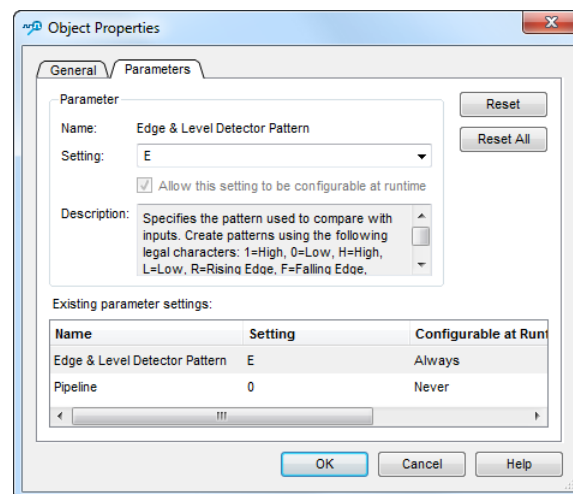 Object Properties
General
Parameters
Parameter
Name: Edge & Level Detector Pattern
Setting: E
Allow this setting to be configurable at runtime
Description: Specifies the pattern used to compare with
inputs. Create patterns using the following
legal characters: 1=High, 0=Low, H=High,
L=Low, R=Rising Edge, F=Falling Edge,
Reset
Reset All
Existing parameter settings:
Name Setting Configurable at Runt
Edge & Level Detector Pattern E Always
Pipeline 0 Never
OK Cancel Help